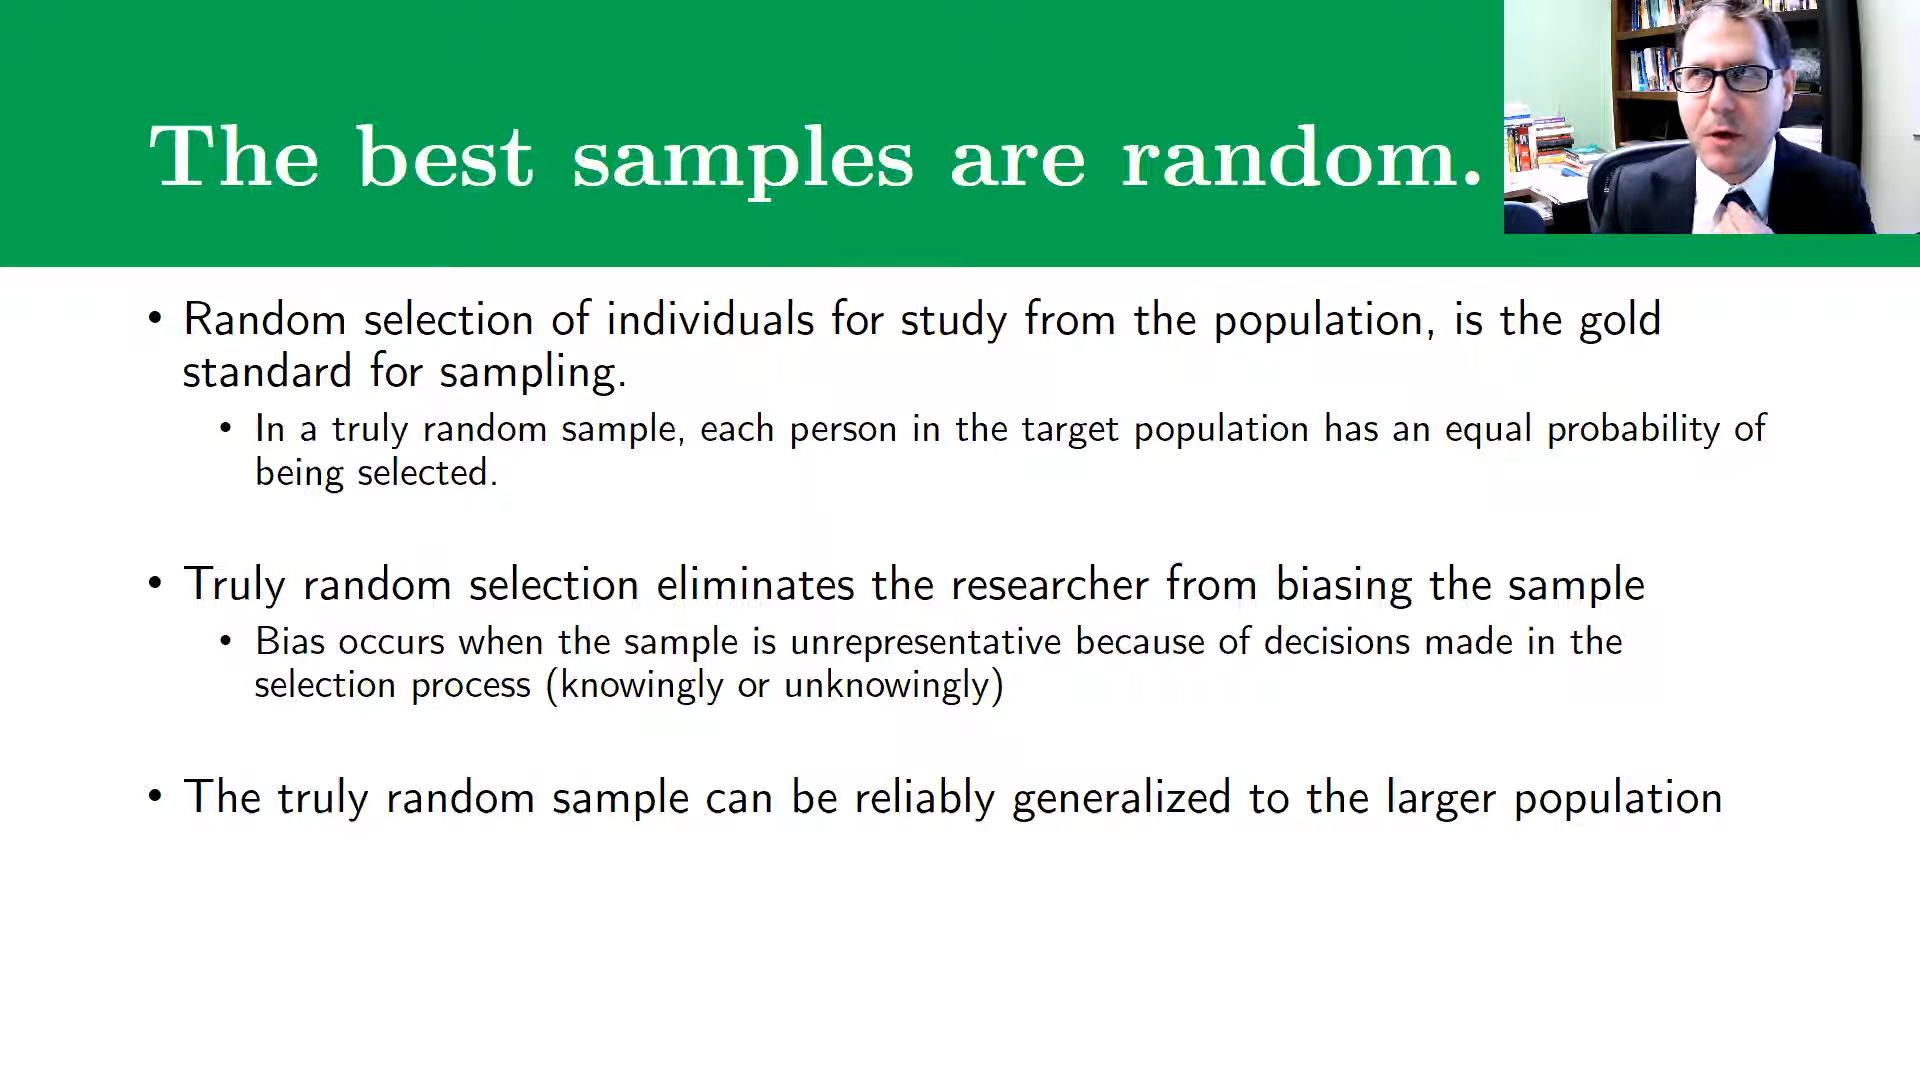 The best samples are random.
• Random selection of individuals for study from the population, is the gold
standard for sampling.
• In a truly random sample, each person in the target population has an equal probability of
being selected.
• Truly random selection eliminates the researcher from biasing the sample
• Bias occurs when the sample is unrepresentative because of decisions made in the
selection process (knowingly or unknowingly)
• The truly random sample can be reliably generalized to the larger population